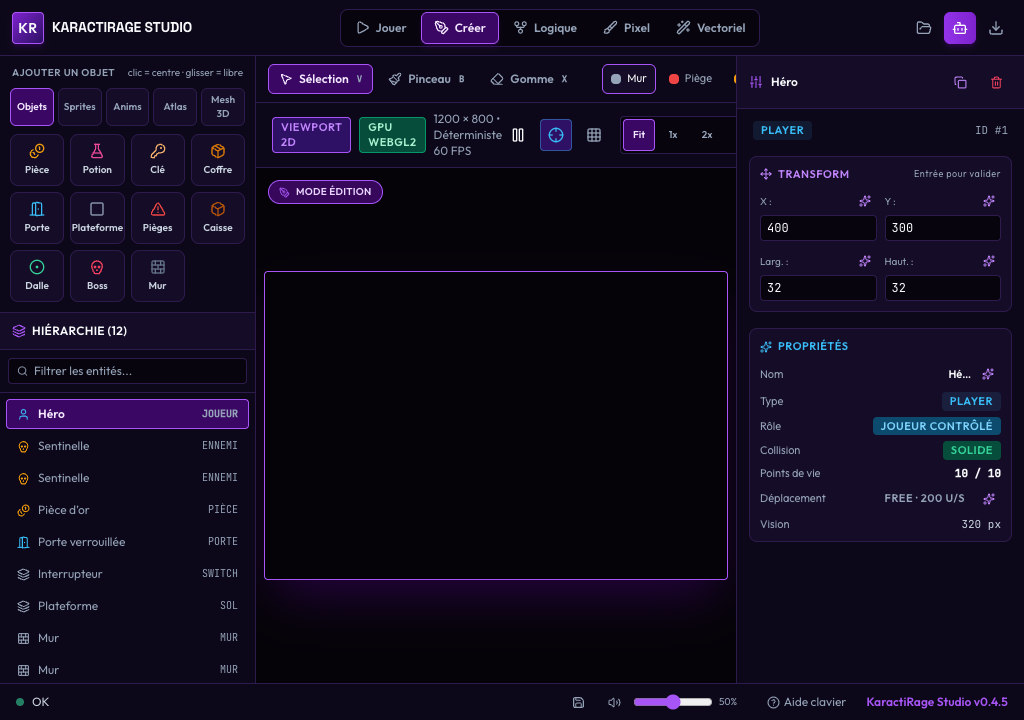 KR KARACTIRAGE STUDIO
Jouer
Créer
Logique
Pixel
Vectoriel
AJOUTER UN OBJET
clic = centre · glisser = libre
Objets
Sprites
Anims
Atlas
Mesh
3D
Pièce
Potion
Clé
Coffre
Porte
Plateforme
Pièges
Caisse
Dalle
Boss
Mur
HIÉRARCHIE (12)
Filtrer les entités...
Héro JOUEUR
Sentinelle ENNEMI
Sentinelle ENNEMI
Pièce d'or PIÈCE
Porte verrouillée PORTE
Interrupteur SWITCH
Plateforme SOL
Mur MUR
Mur MUR
Sélection V
Pinceau B
Gomme X
Mur
Piège
VIEWPORT
2D
GPU
WEBGL2
1200 × 800 •
Déterministe
60 FPS
Fit
1x
2x
MODE ÉDITION
Héro
PLAYER
ID #1
TRANSFORM
Entrée pour valider
X :
Y :
400
300
Larg. :
Haut. :
32
32
PROPRIÉTÉS
Nom Hé...
Type PLAYER
Rôle JOUEUR CONTRÔLÉ
Collision SOLIDE
Points de vie 10 / 10
Déplacement FREE · 200 U/S
Vision 320 px
OK
50%
Aide clavier
KaractiRage Studio v0.4.5